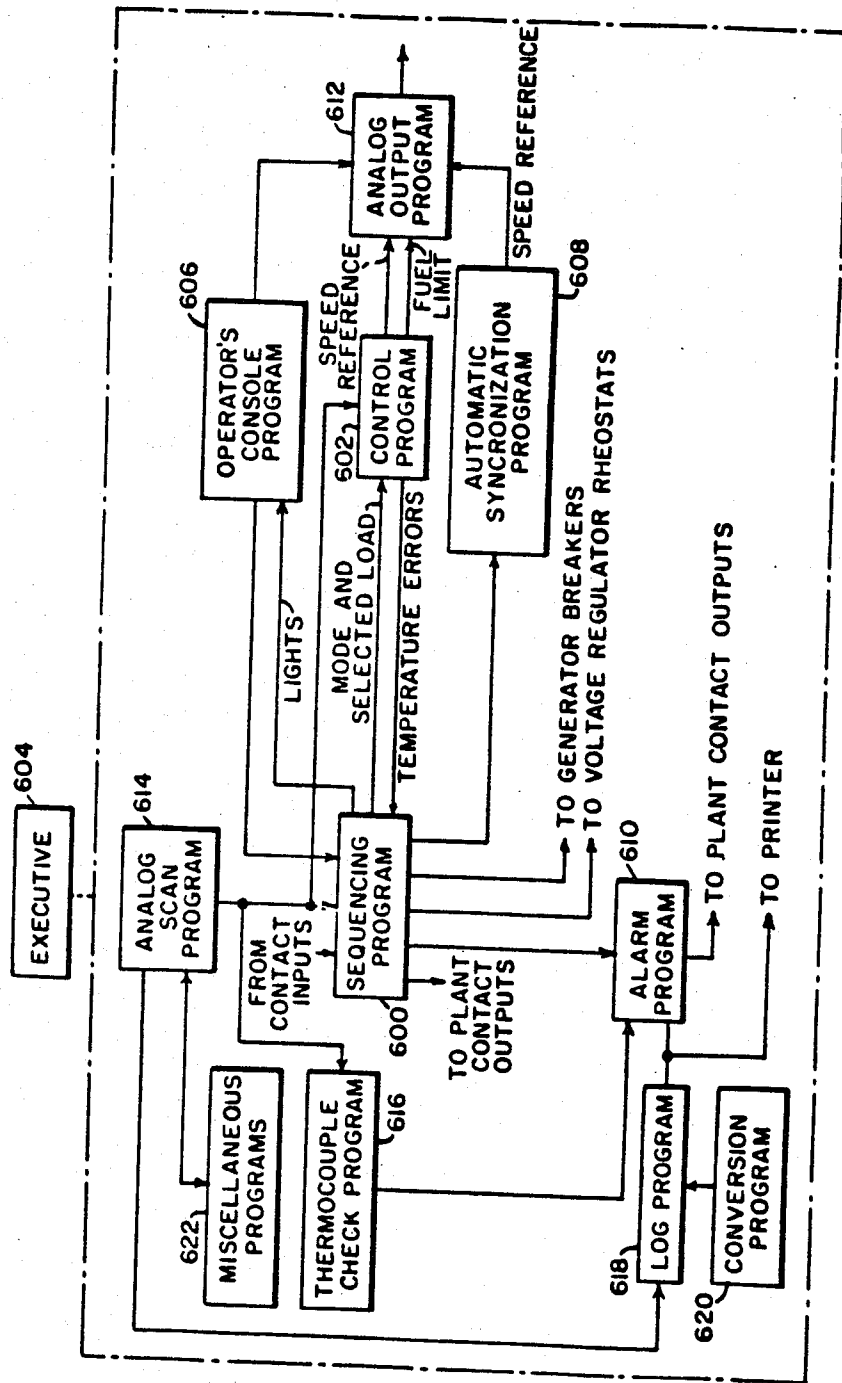 EXECUTIVE
604
ANALOG
SCAN
PROGRAM
614
MISCELLANEOUS
PROGRAMS
622
THERMOCOUPLE
CHECK PROGRAM
616
FROM
CONTACT
INPUTS
SEQUENCING
PROGRAM
600
TO PLANT
CONTACT
OUTPUTS
LIGHTS
MODE AND
SELECTED LOAD
TEMPERATURE ERRORS
OPERATOR'S
CONSOLE
PROGRAM
606
SPEED
REFERENCE
602
CONTROL
PROGRAM
FUEL
LIMIT
ANALOG
OUTPUT
PROGRAM
612
AUTOMATIC
SYNCRONIZATION
PROGRAM
608
SPEED REFERENCE
TO GENERATOR BREAKERS
TO VOLTAGE REGULATOR RHEOSTATS
ALARM
PROGRAM
610
TO PLANT CONTACT OUTPUTS
TO PRINTER
LOG PROGRAM
618
CONVERSION
PROGRAM
620